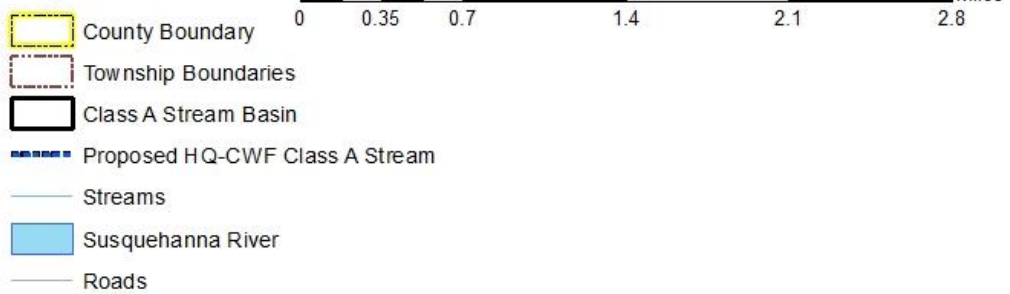 Miles
0 0.35 0.7 1.4 2.1 2.8
County Boundary
Township Boundaries
Class A Stream Basin
Proposed HQ-CWF Class A Stream
Streams
Susquehanna River
Roads